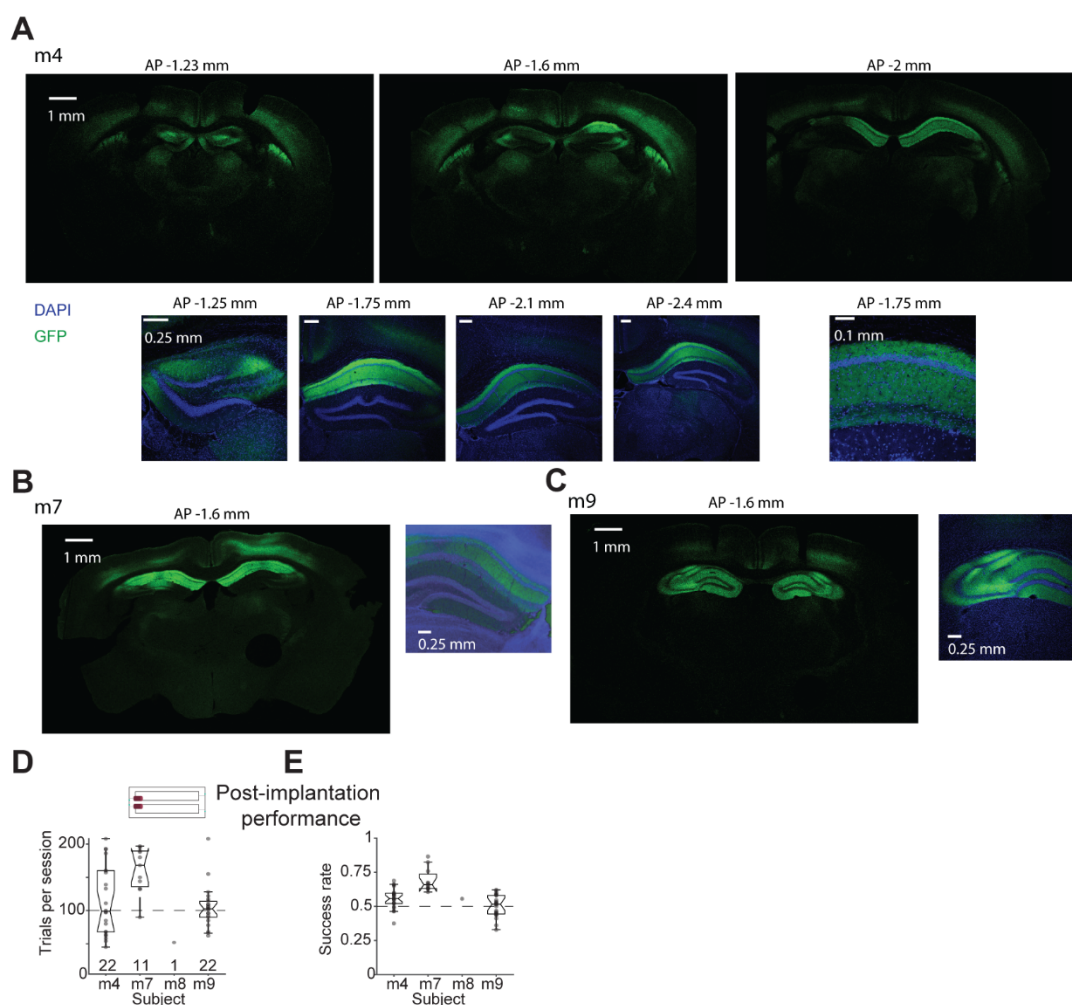 A
m4
AP -1.23 mm
AP -1.6 mm
AP -2 mm
1 mm
DAPI
GFP
AP -1.25 mm
AP -1.75 mm
AP -2.1 mm
AP -2.4 mm
AP -1.75 mm
0.25 mm
0.1 mm
B
m7
AP -1.6 mm
1 mm
0.25 mm
C
m9
AP -1.6 mm
1 mm
0.25 mm
D
E
Post-implantation
performance
Trials per session
200
100
0
22 11 1 22
m4 m7 m8 m9
Subject
Success rate
1
0.75
0.5
0.25
0
m4 m7 m8 m9
Subject